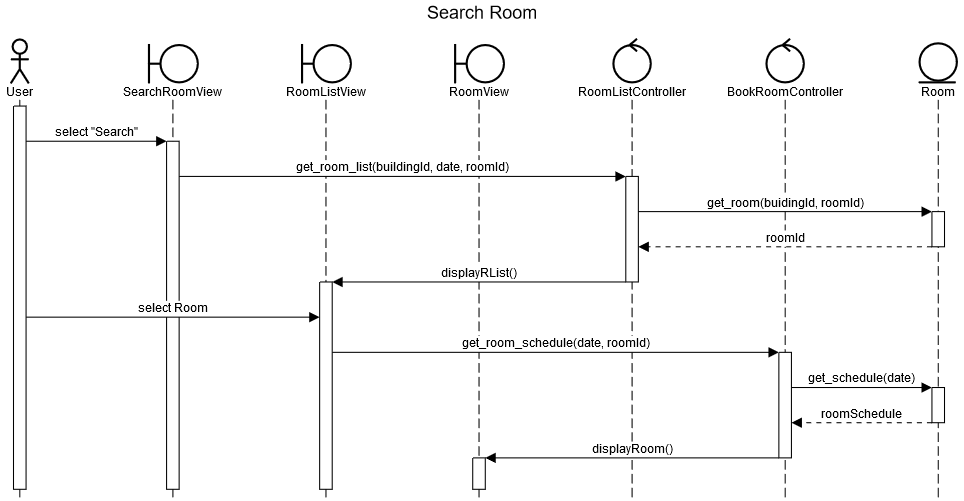 Search Room
User
SearchRoomView
RoomListView
RoomView
RoomListController
BookRoomController
Room
select "Search"
get_room_list(buildingId, date, roomId)
get_room(buidingId, roomId)
roomId
displayRList()
select Room
get_room_schedule(date, roomId)
get_schedule(date)
roomSchedule
displayRoom()